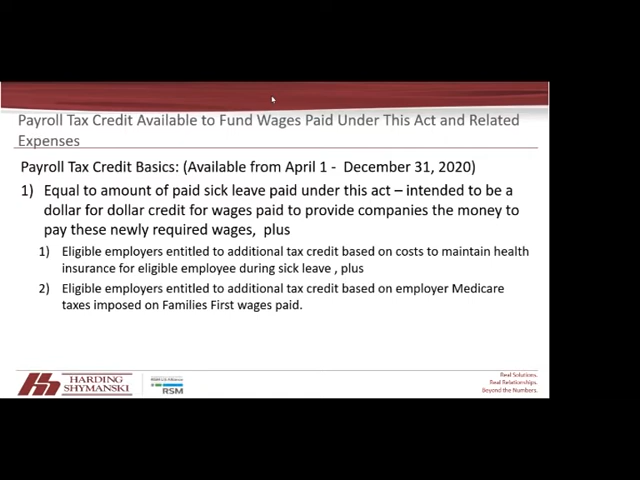 Payroll Tax Credit Available to Fund Wages Paid Under This Act and Related
Expenses
Payroll Tax Credit Basics: (Available from April 1 - December 31, 2020)
1) Equal to amount of paid sick leave paid under this act – intended to be a
dollar for dollar credit for wages paid to provide companies the money to
pay these newly required wages, plus
1) Eligible employers entitled to additional tax credit based on costs to maintain health
insurance for eligible employee during sick leave , plus
2) Eligible employers entitled to additional tax credit based on employer Medicare
taxes imposed on Families First wages paid.
HARDING
SHYMANSKI
RSM US Alliance
RSM
Real Solutions.
Real Relationships.
Beyond the Numbers.